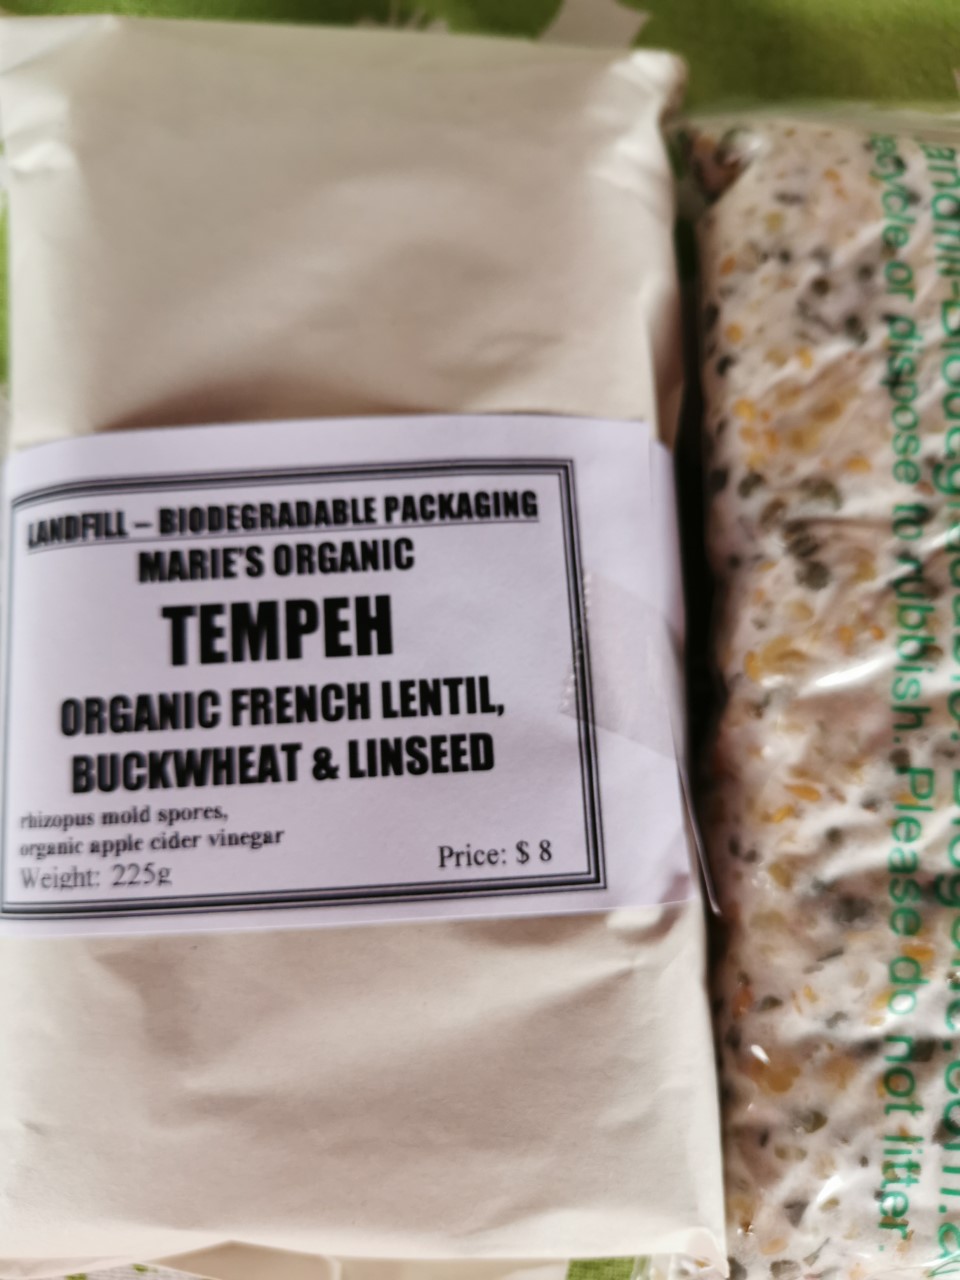 LANDFILL – BIODEGRADABLE PACKAGING
MARIE'S ORGANIC
TEMPEH
ORGANIC FRENCH LENTIL,
BUCKWHEAT & LINSEED
rhizopus mold spores,
organic apple cider vinegar
Weight: 225g
Price: $ 8
or dispose to rubbish. Please do not litter.